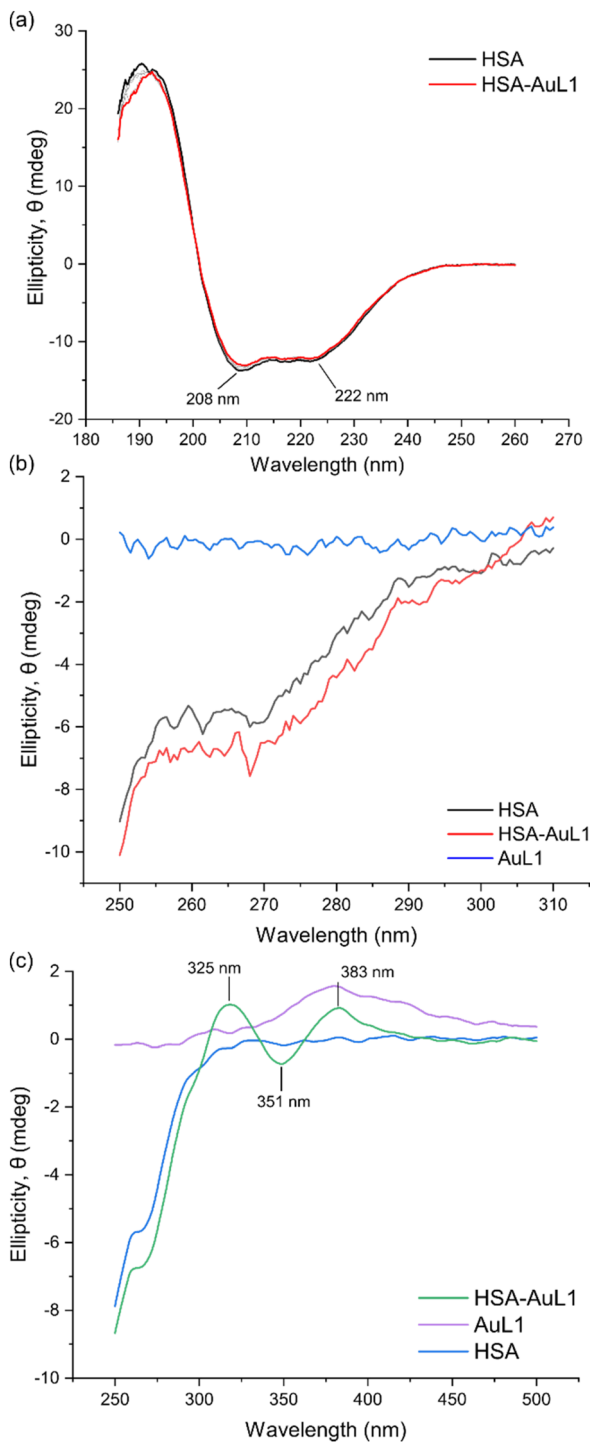 (a)
30
20
10
0
-10
-20
Ellipticity, θ (mdeg)
HSA
HSA-AuL1
208 nm
222 nm
180 190 200 210 220 230 240 250 260 270
Wavelength (nm)
(b)
2
0
-2
-4
-6
-8
-10
Ellipticity, θ (mdeg)
HSA
HSA-AuL1
AuL1
250 260 270 280 290 300 310
Wavelength (nm)
(c)
2
0
-2
-4
-6
-8
-10
Ellipticity, θ (mdeg)
325 nm
383 nm
351 nm
HSA-AuL1
AuL1
HSA
250 300 350 400 450 500
Wavelength (nm)